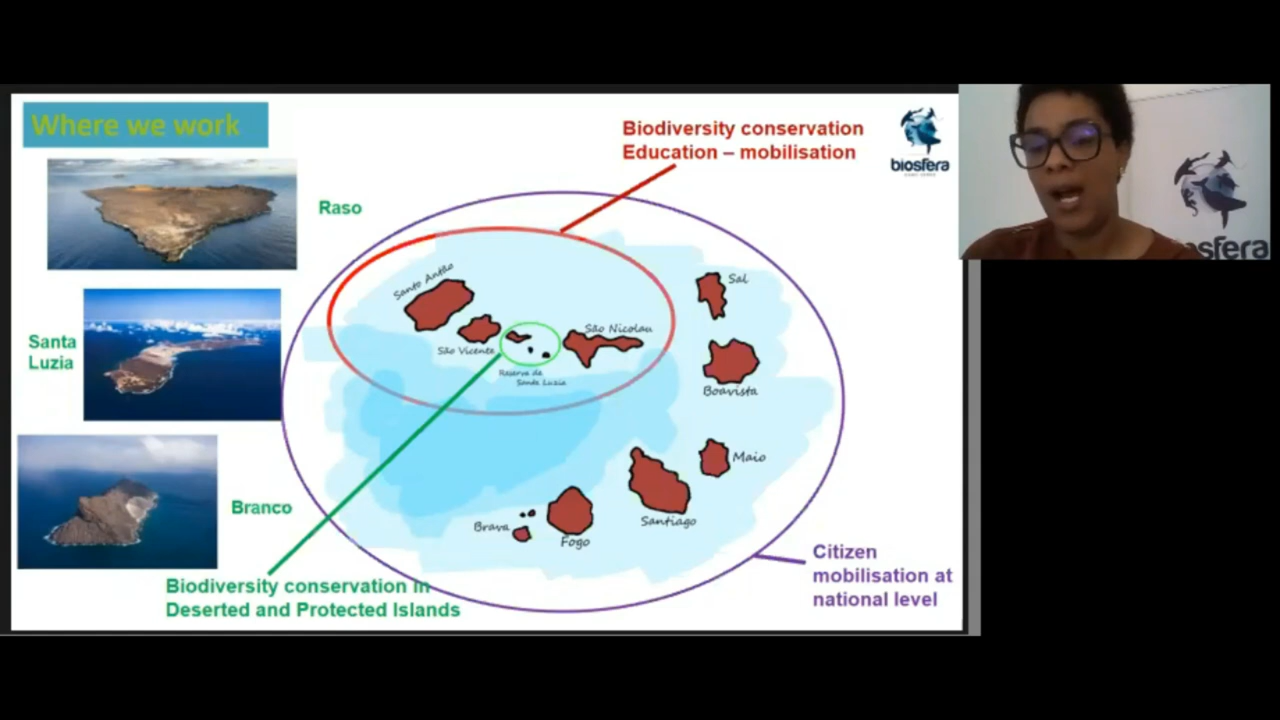 Where we work
Biodiversity conservation
Education – mobilisation
biosfera
Raso
Santa
Luzia
Branco
Santo Antão
São Vicente
Reserva de
Santa Luzia
São Nicolau
Sal
Boavista
Maio
Santiago
Fogo
Brava
Biodiversity conservation in
Deserted and Protected Islands
Citizen
mobilisation at
national level
osfera